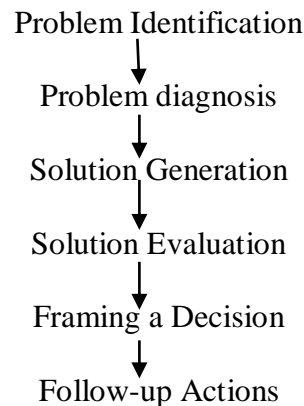 Problem Identification
Problem diagnosis
Solution Generation
Solution Evaluation
Framing a Decision
Follow-up Actions